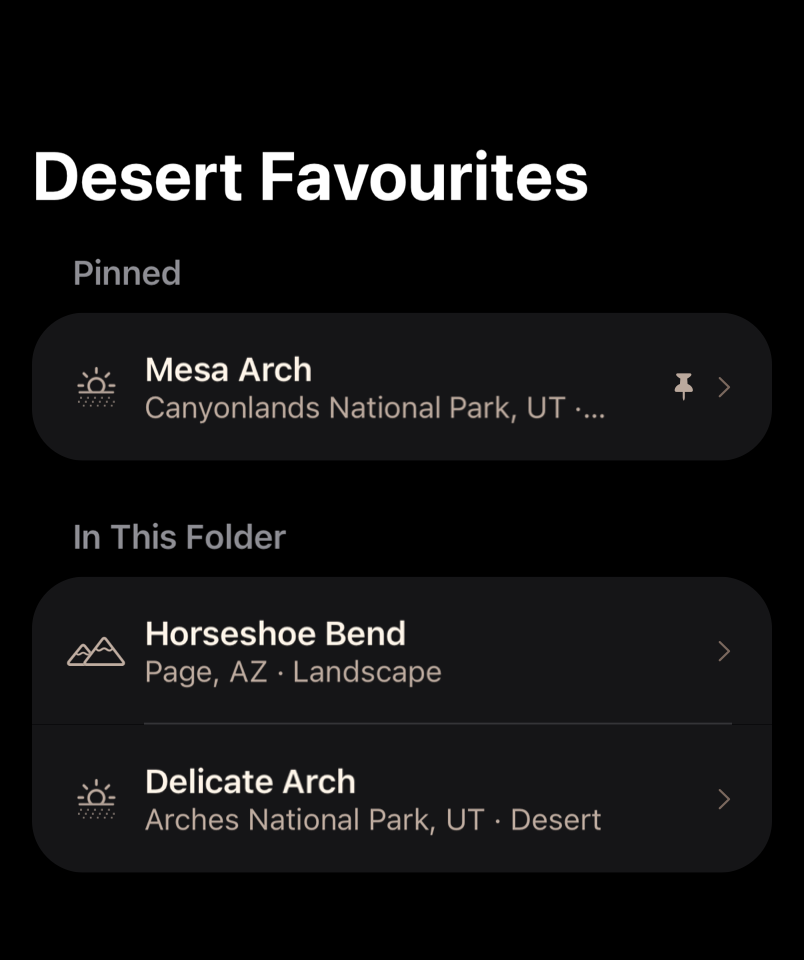 Desert Favourites
Pinned
Mesa Arch
Canyonlands National Park, UT ·...
In This Folder
Horseshoe Bend
Page, AZ · Landscape
Delicate Arch
Arches National Park, UT · Desert